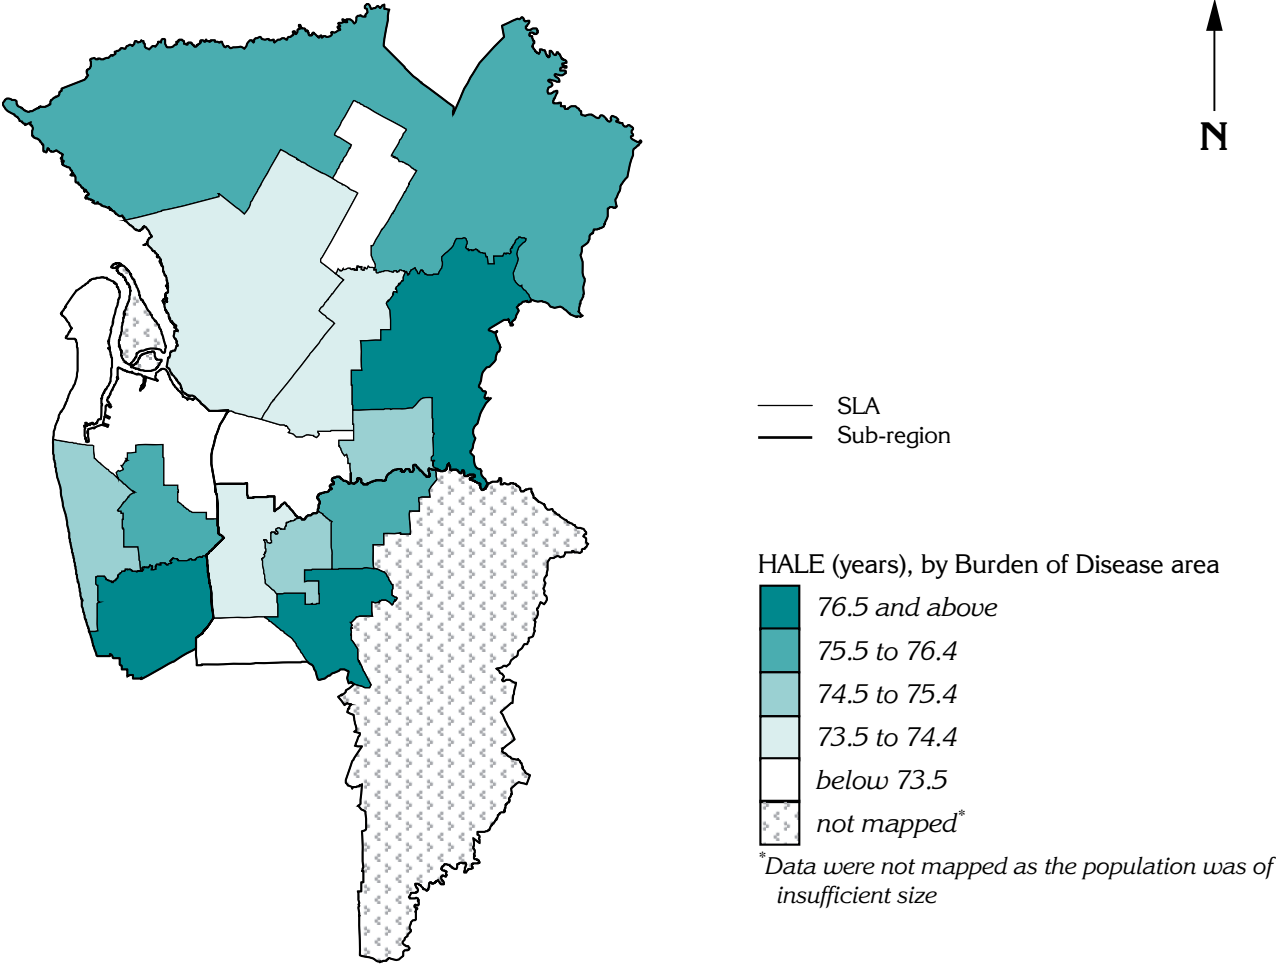 N
SLA
Sub-region
HALE (years), by Burden of Disease area
76.5 and above
75.5 to 76.4
74.5 to 75.4
73.5 to 74.4
below 73.5
not mapped*
*Data were not mapped as the population was of
insufficient size